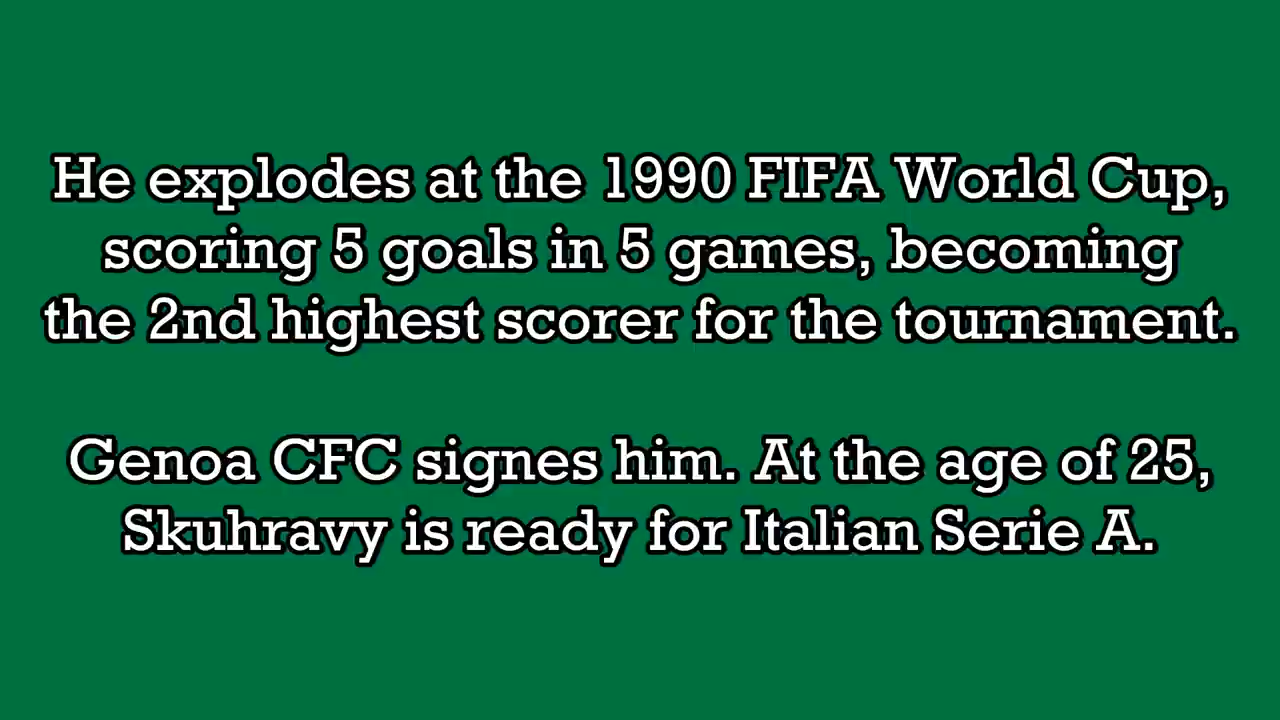 He explodes at the 1990 FIFA World Cup,
scoring 5 goals in 5 games, becoming
the 2nd highest scorer for the tournament.
Genoa CFC signes him. At the age of 25,
Skuhravy is ready for Italian Serie A.